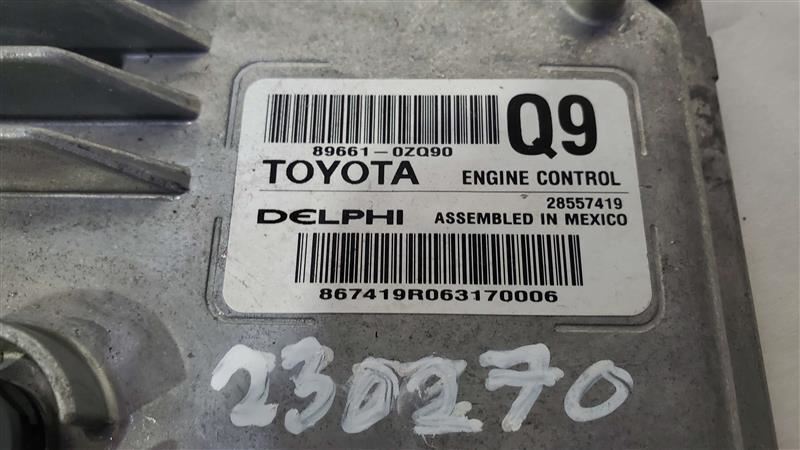 89661-0ZQ90
Q9
TOYOTA ENGINE CONTROL
28557419
DELPHI ASSEMBLED IN MEXICO
867419R063170006
230270